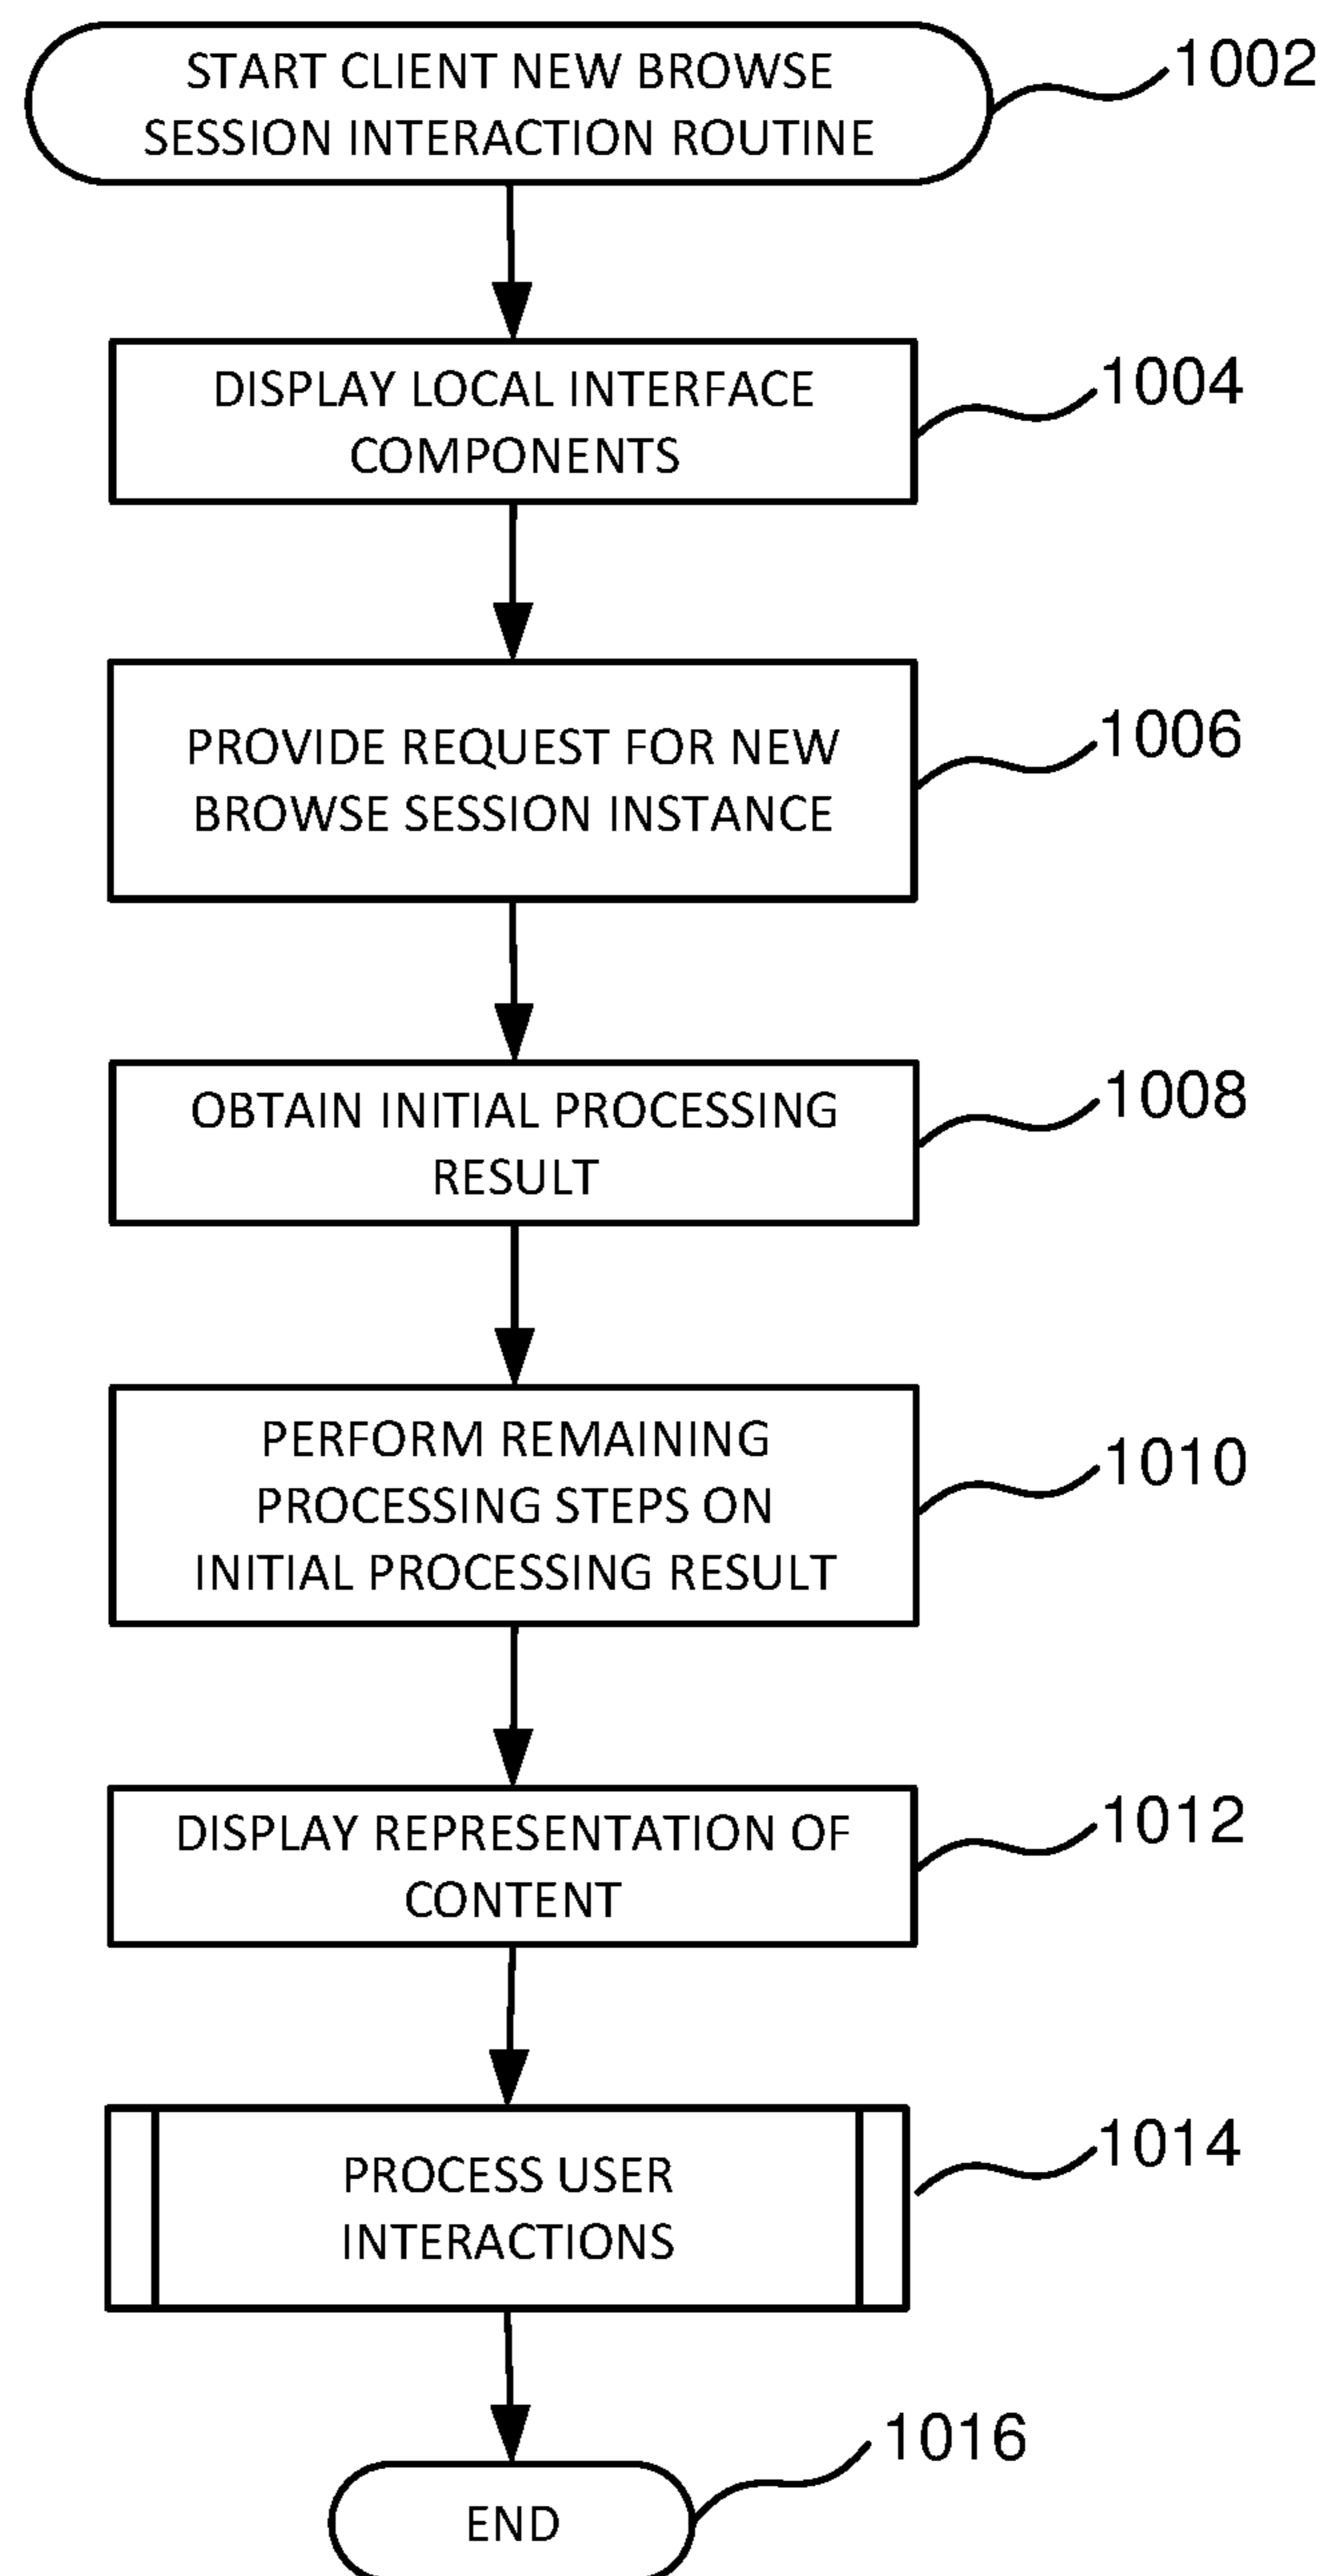 START CLIENT NEW BROWSE
SESSION INTERACTION ROUTINE
1002
DISPLAY LOCAL INTERFACE
COMPONENTS
1004
PROVIDE REQUEST FOR NEW
BROWSE SESSION INSTANCE
1006
OBTAIN INITIAL PROCESSING
RESULT
1008
PERFORM REMAINING
PROCESSING STEPS ON
INITIAL PROCESSING RESULT
1010
DISPLAY REPRESENTATION OF
CONTENT
1012
PROCESS USER
INTERACTIONS
1014
END
1016